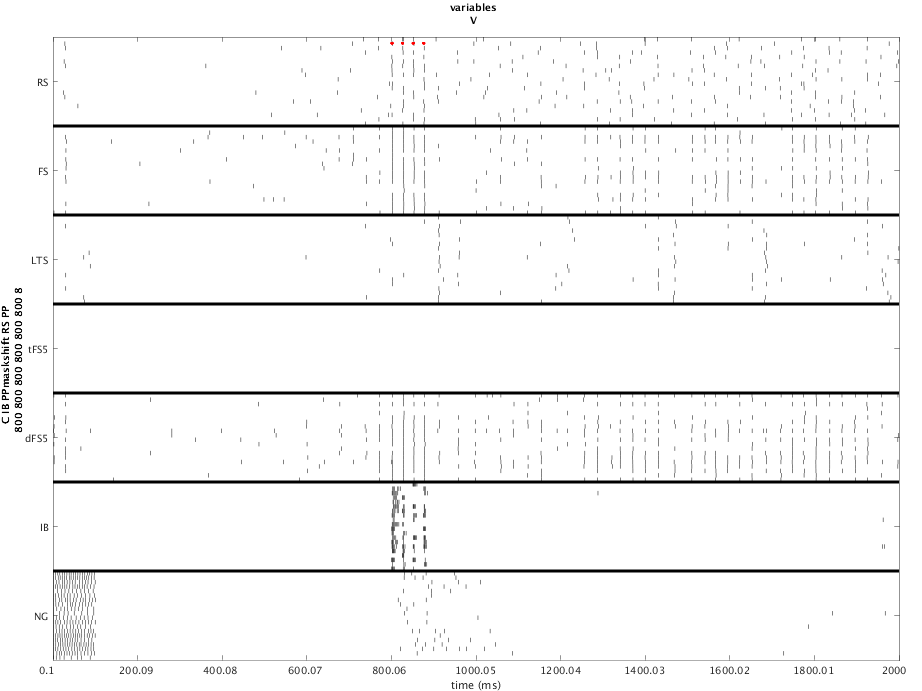 variables
V
C IB PPmaskshift RS PP
800 800 800 800 800 800 8
RS
FS
LTS
tFS5
dFS5
IB
NG
0.1 200.09 400.08 600.07 800.06 1000.05 1200.04 1400.03 1600.02 1800.01 2000
time (ms)